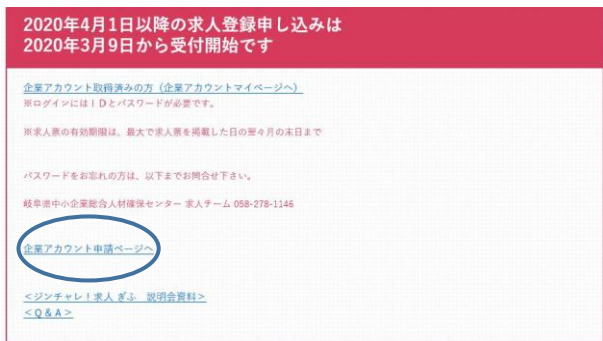 2020年4月1日以降の求人登録申し込みは
2020年3月9日から受付開始です
企業アカウント取得済みの方（企業アカウントマイページへ）
※ログインにはＩＤとパスワードが必要です。
※求人票の有効期限は、最大で求人票を掲載した日の翌々月の末日まで
パスワードをお忘れの方は、以下までお問合せ下さい。
岐阜県中小企業総合人材確保センター 求人チーム 058-278-1146
企業アカウント申請ページへ
＜ジンチャレ！求人 ぎふ　説明会資料＞
＜Ｑ＆Ａ＞